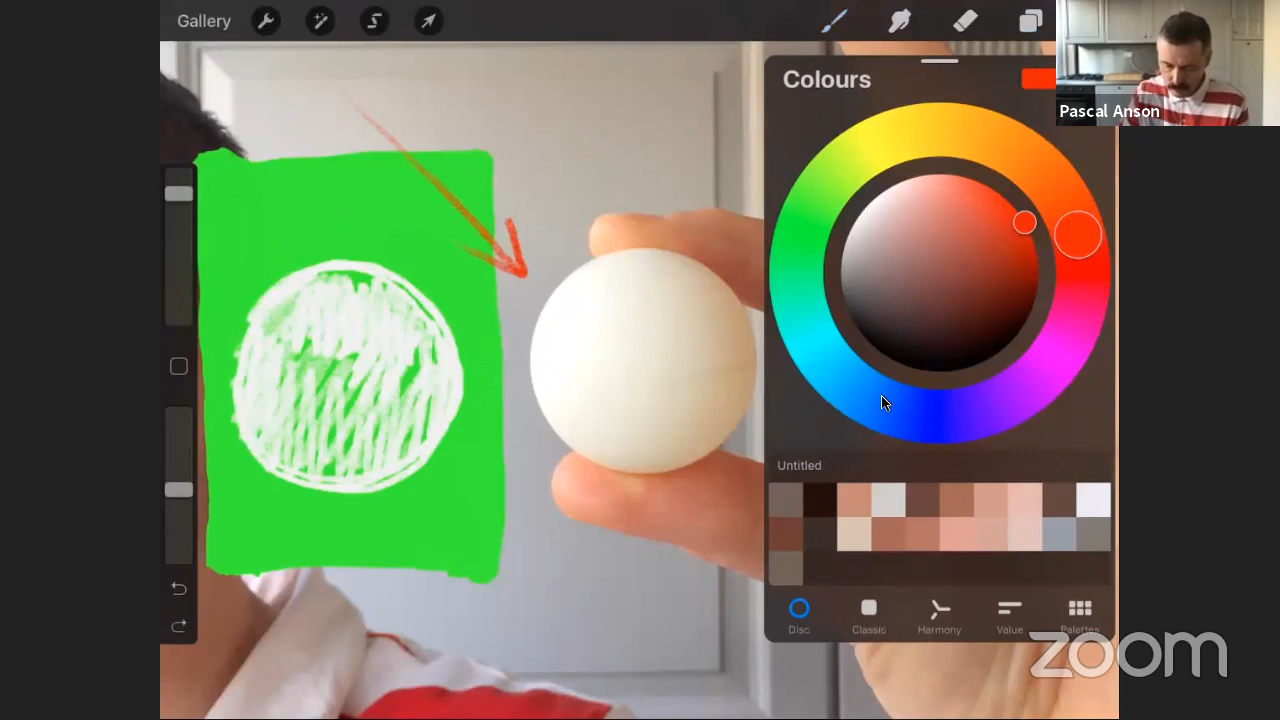 Gallery
Colours
Pascal Anson
Untitled
Disc
Classic
Harmony
Value
Palettes
zoom